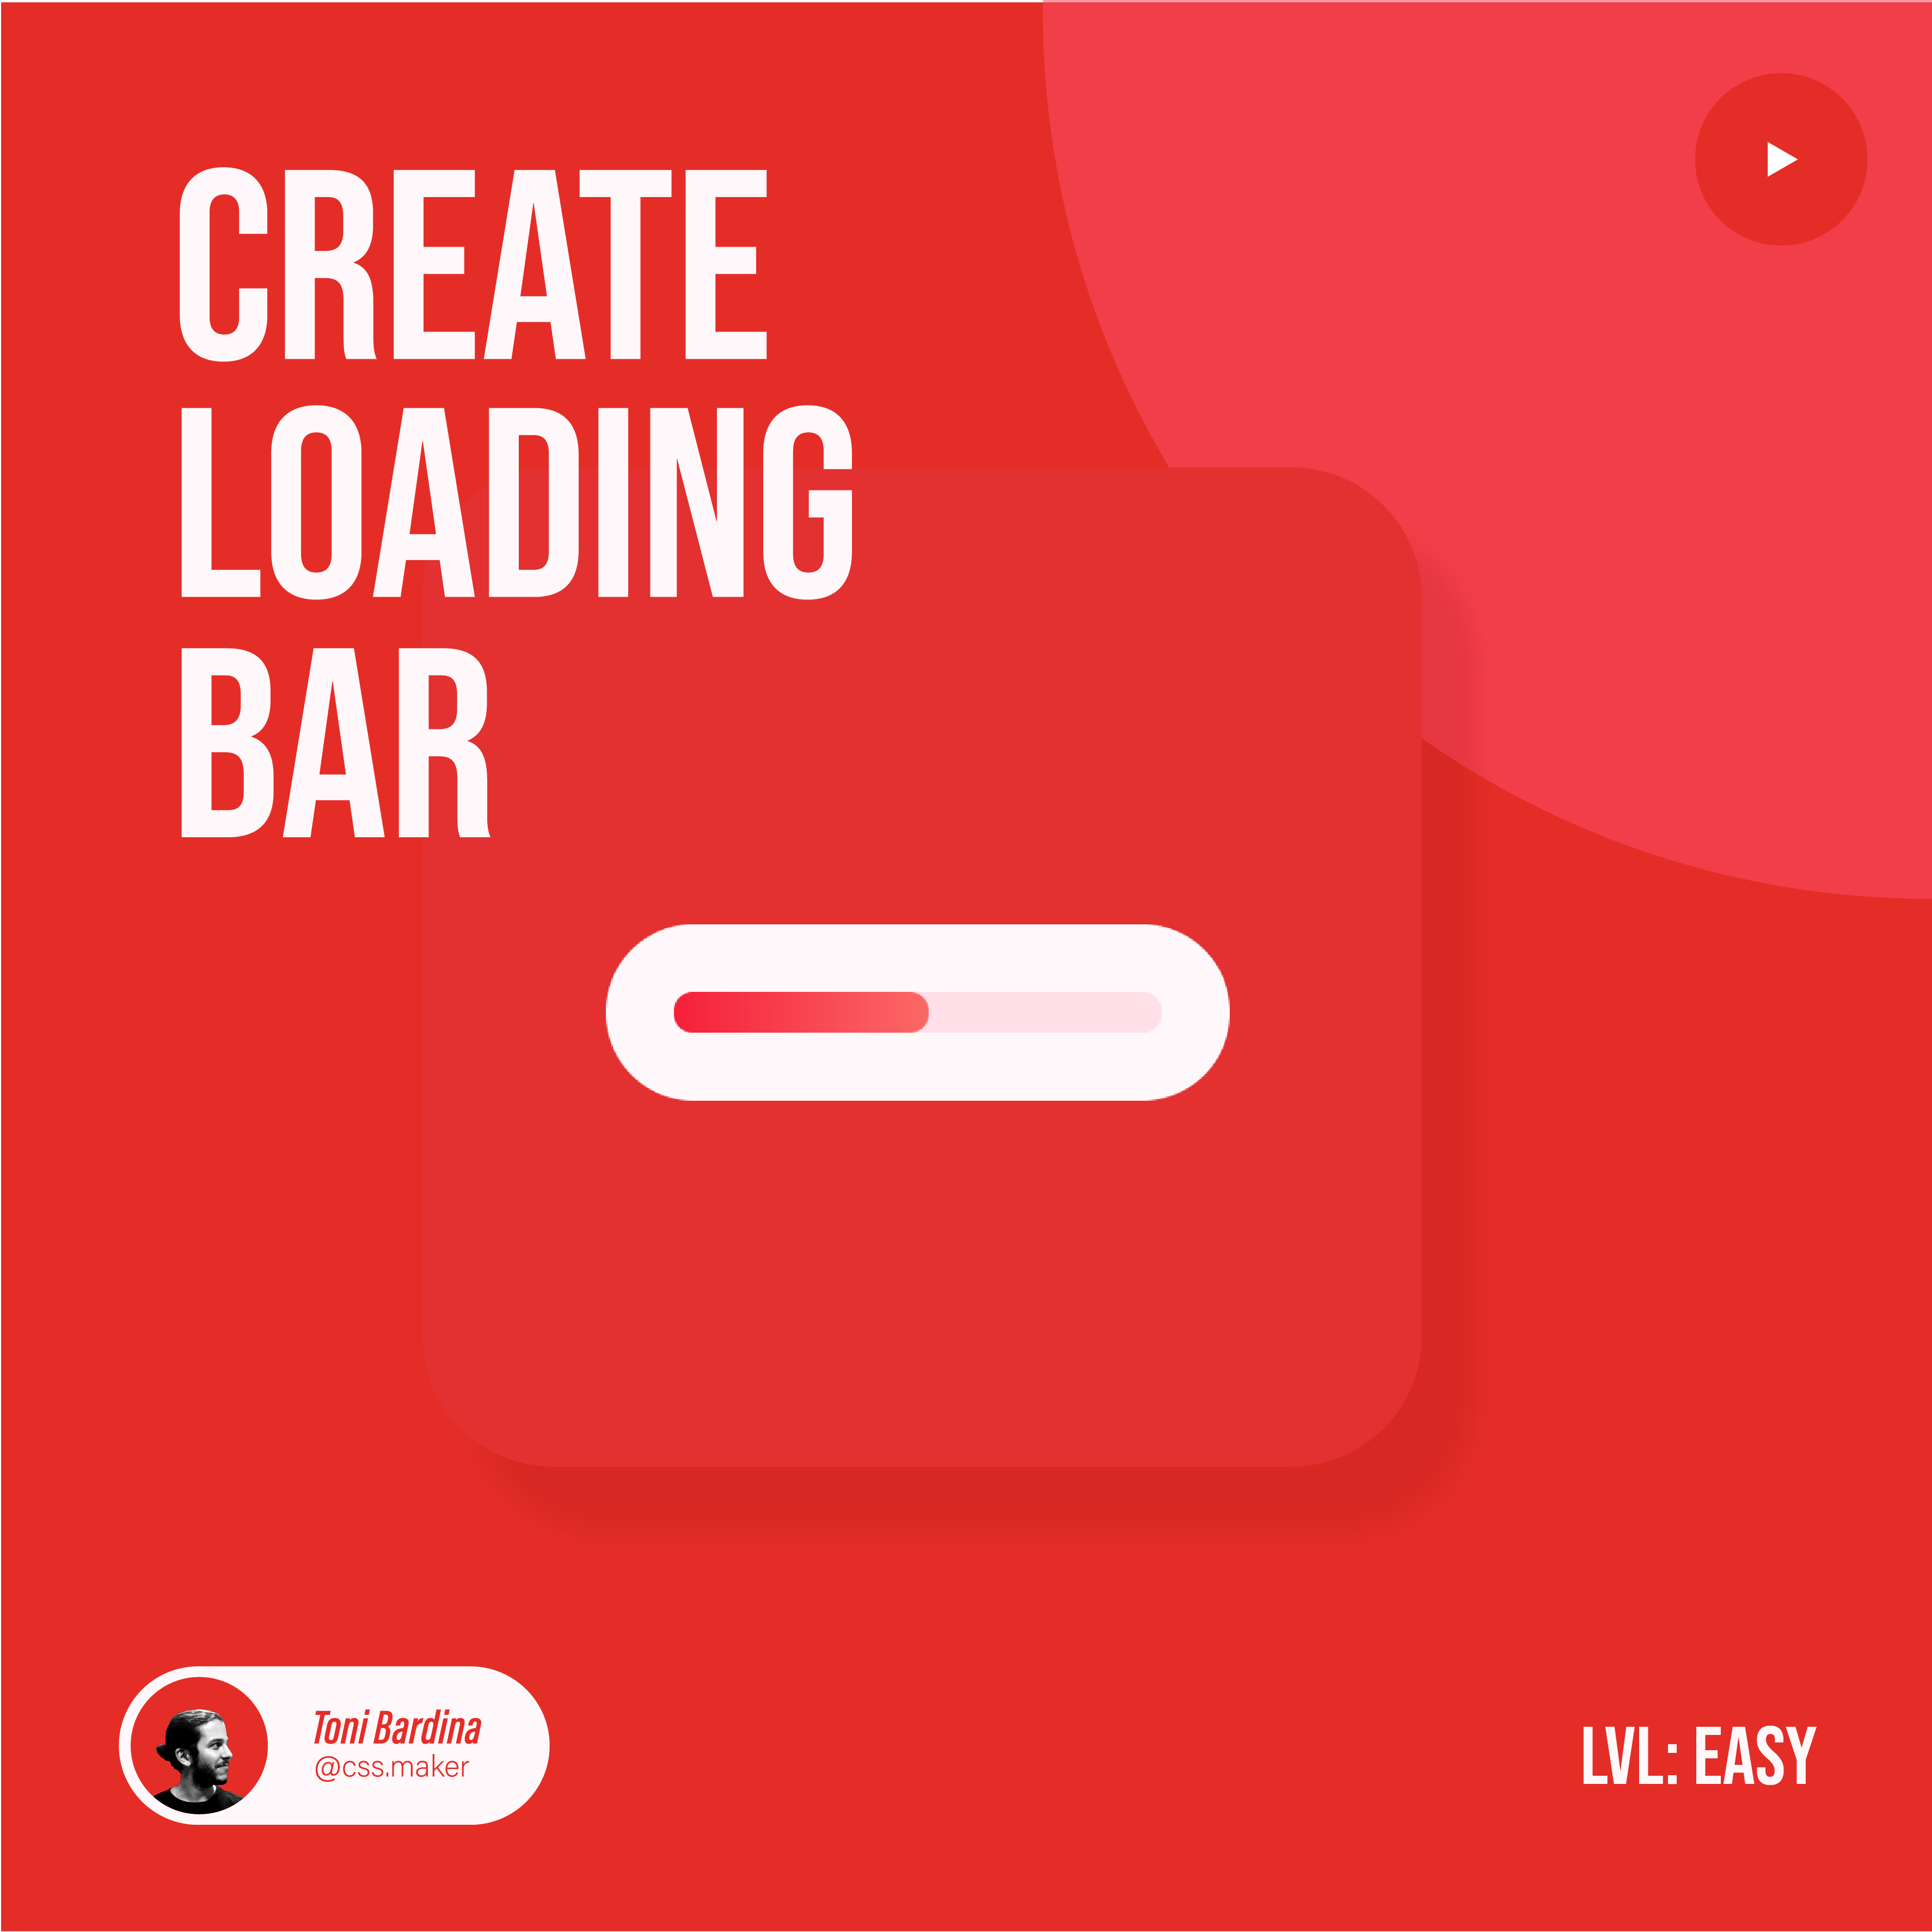 CREATE
LOADING
BAR
Toni Bardina
@css.maker
LVL: EASY